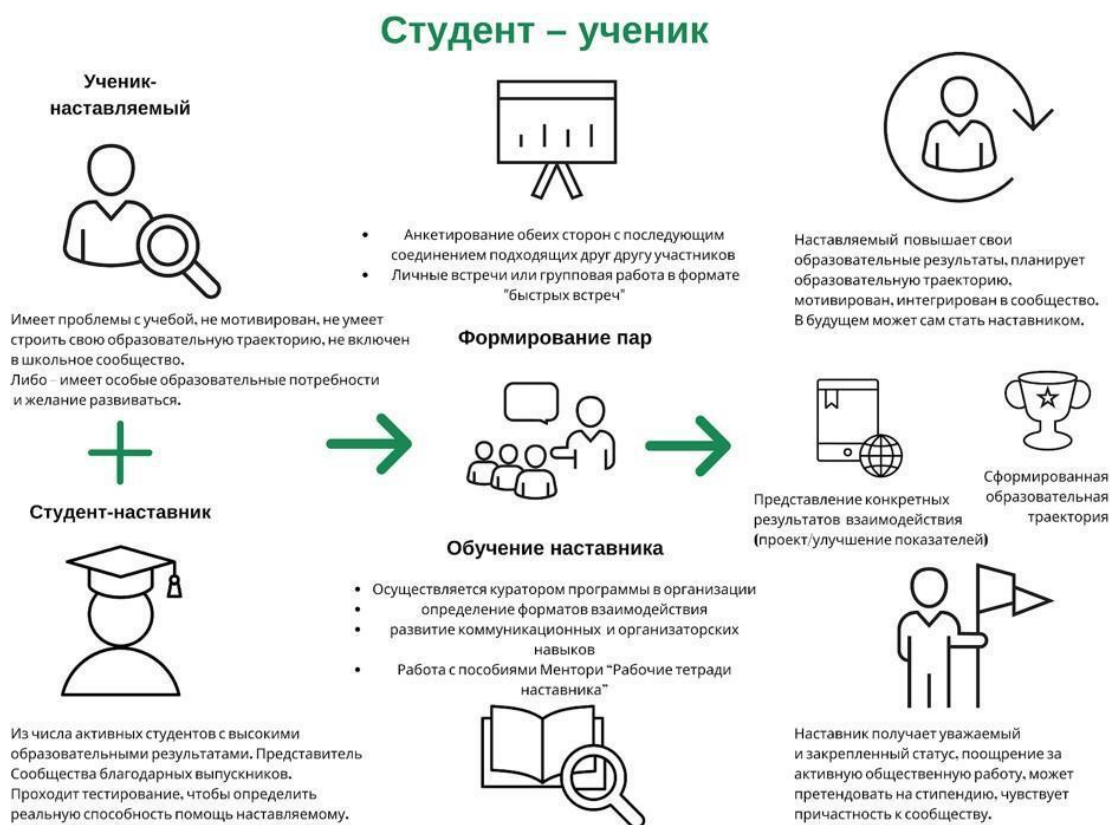 Студент – ученик
Ученик-
наставляемый
Имеет проблемы с учебой, не мотивирован, не умеет
строить свою образовательную траекторию, не включен
в школьное сообщество.
Либо - имеет особые образовательные потребности
и желание развиваться.
Студент-наставник
Из числа активных студентов с высокими
образовательными результатами. Представитель
Сообщества благодарных выпускников.
Проходит тестирование, чтобы определить
реальную способность помощь наставляемому.
• Анкетирование обеих сторон с последующим
соединением подходящих друг другу участников
• Личные встречи или групповая работа в формате
"быстрых встреч"
Формирование пар
Обучение наставника
• Осуществляется куратором программы в организации
• определение форматов взаимодействия
• развитие коммуникационных и организаторских
навыков
• Работа с пособиями Ментори “Рабочие тетради
наставника”
Наставляемый повышает свои
образовательные результаты, планирует
образовательную траекторию,
мотивирован, интегрирован в сообщество.
В будущем может сам стать наставником.
Представление конкретных
результатов взаимодействия
(проект/улучшение показателей)
Сформированная
образовательная
траектория
Наставник получает уважаемый
и закрепленный статус, поощрение за
активную общественную работу, может
претендовать на стипендию, чувствует
причастность к сообществу.